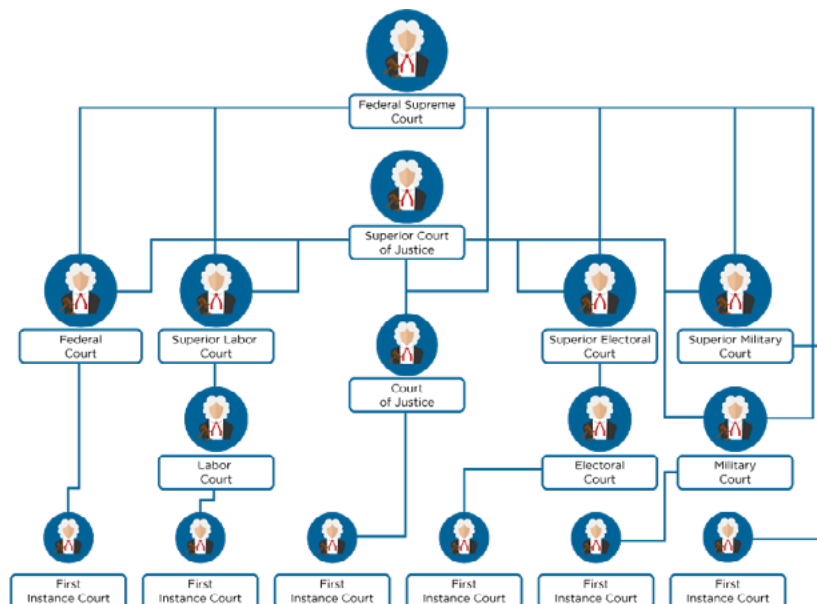 Federal Supreme
Court
Superior Court
of Justice
Federal
Court
Superior Labor
Court
Superior Electoral
Court
Superior Military
Court
Court
of Justice
Labor
Court
Electoral
Court
Military
Court
First
Instance Court
First
Instance Court
First
Instance Court
First
Instance Court
First
Instance Court
First
Instance Court